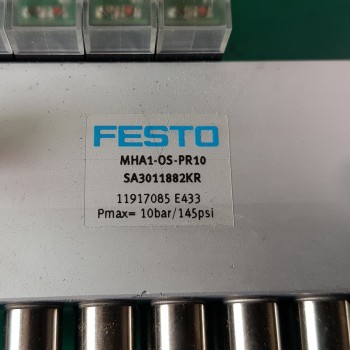 FESTO
MHA1-OS-PR10
SA3011882KR
11917085 E433
Pmax= 10bar/145psi